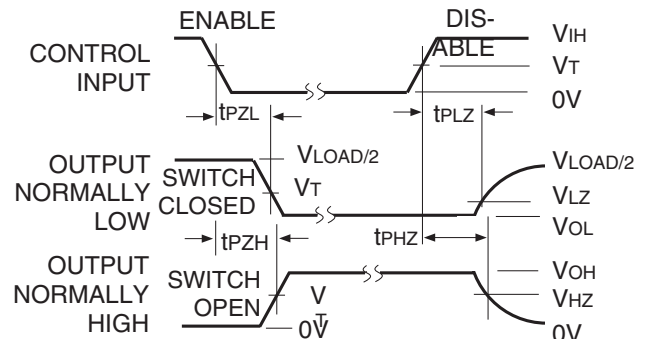 ENABLE
DIS-
ABLE
CONTROL
INPUT
VIH
VT
0V
tPZL
tPLZ
OUTPUT
NORMALLY
LOW
SWITCH
CLOSED
VLOAD/2
VT
VLOAD/2
VLZ
VOL
tPZH
tPHZ
OUTPUT
NORMALLY
HIGH
SWITCH
OPEN
V
T
0V
VOH
VHZ
0V